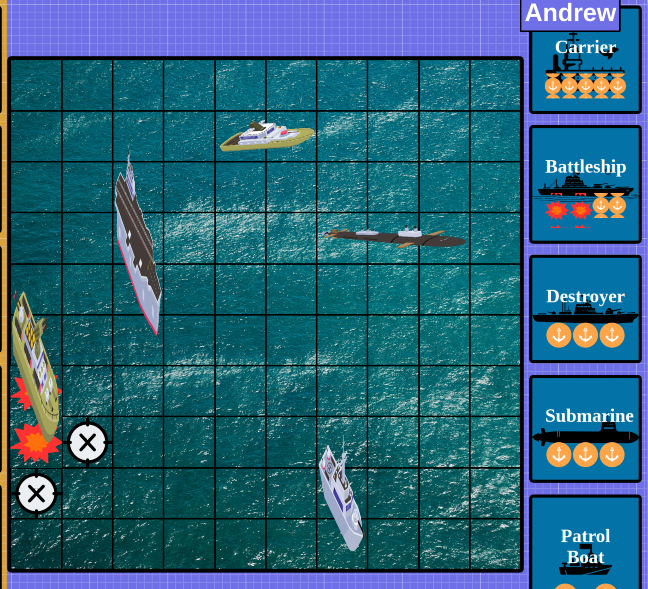 Andrew
Carrier
Battleship
Destroyer
Submarine
Patrol
Boat